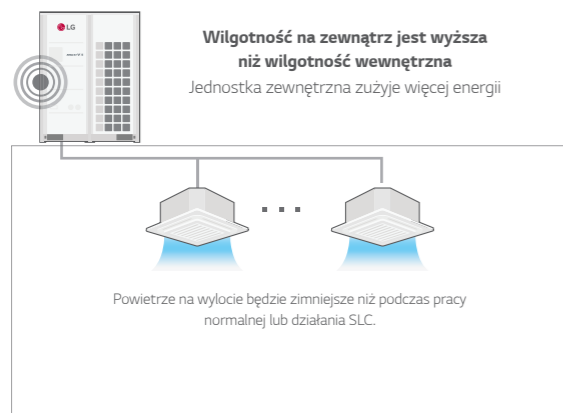 LG
Wilgotność na zewnątrz jest wyższa
niż wilgotność wewnętrzna
Jednostka zewnętrzna zużyje więcej energii
Powietrze na wylocie będzie zimniejsze niż podczas pracy
normalnej lub działania SLC.